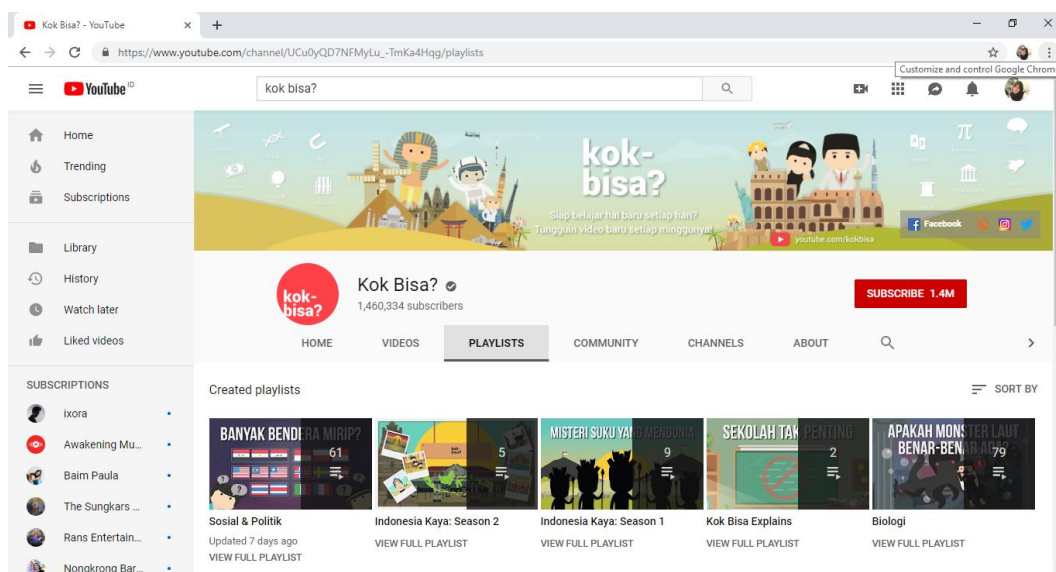 Kok Bisa? - YouTube
https://www.youtube.com/channel/UCu0yQD7NFMyLu_-TmKa4Hqg/playlists
Customize and control Google Chrom
YouTube ID
kok bisa?
Home
Trending
Subscriptions
Library
History
Watch later
Liked videos
SUBSCRIPTIONS
ixora
Awakening Mu...
Baim Paula
The Sungkars ...
Rans Entertain...
Nongkrong Bar...
kok-
bisa?
Siap belajar hal baru setiap hari?
Tungguin video baru setiap minggunya!
youtube.com/kokbisa
Facebook
kok-
bisa?
Kok Bisa?
1,460,334 subscribers
SUBSCRIBE 1.4M
HOME VIDEOS PLAYLISTS COMMUNITY CHANNELS ABOUT
Created playlists
SORT BY
BANYAK BENDERA MIRIP?
61
Sosial & Politik
Updated 7 days ago
VIEW FULL PLAYLIST
5
Indonesia Kaya: Season 2
VIEW FULL PLAYLIST
MISTERI SUKU YANG MENDUNIA
9
Indonesia Kaya: Season 1
VIEW FULL PLAYLIST
SEKOLAH TAK PENTING
2
Kok Bisa Explains
VIEW FULL PLAYLIST
APAKAH MONSTER LAUT
BENAR-BENAR ADA?
79
Biologi
VIEW FULL PLAYLIST